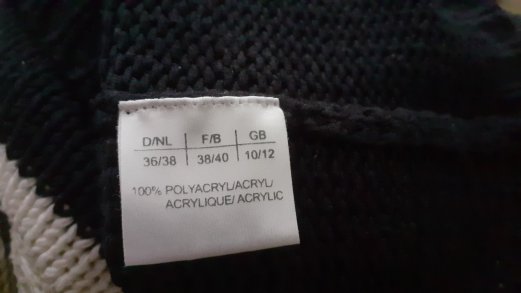 D/NL F/B GB
36/38 38/40 10/12
100% POLYACRYL/ACRYL/
ACRYLIQUE/ ACRYLIC